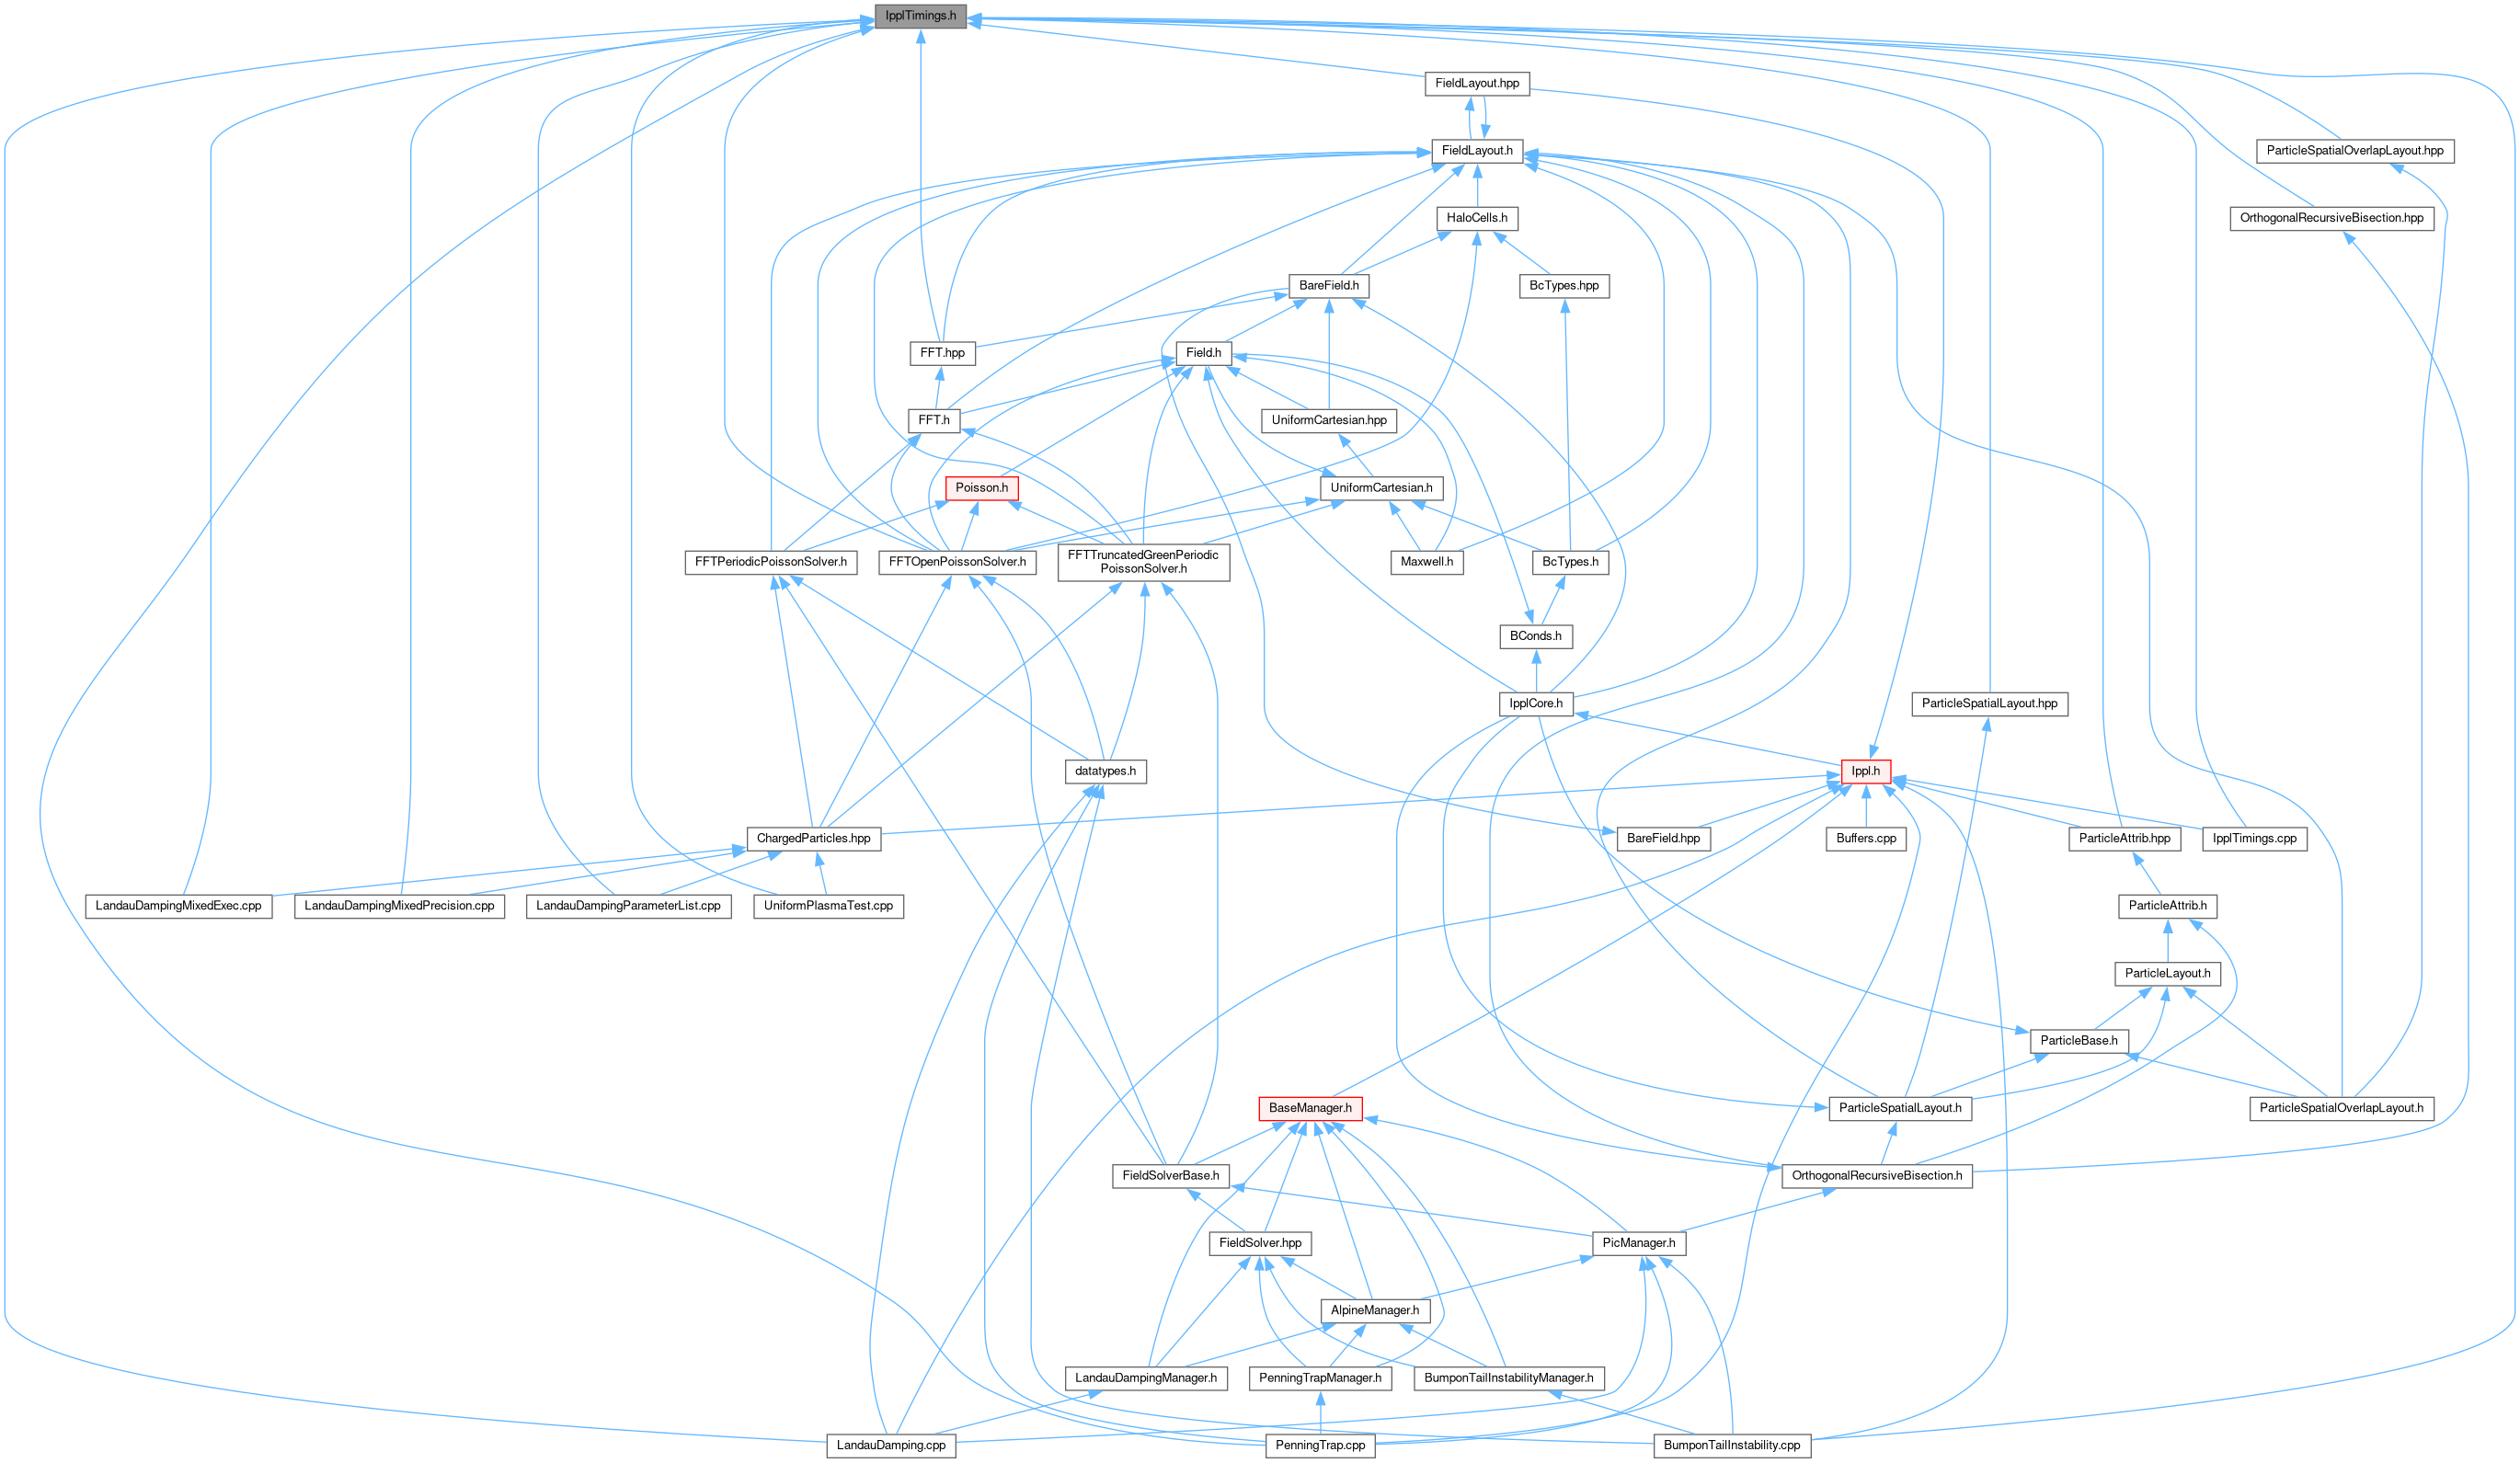 IpplTimings.h
FieldLayout.hpp
FieldLayout.h
ParticleSpatialOverlapLayout.hpp
HaloCells.h
OrthogonalRecursiveBisection.hpp
BareField.h
BcTypes.hpp
FFT.hpp
Field.h
FFT.h
UniformCartesian.hpp
Poisson.h
UniformCartesian.h
FFTPeriodicPoissonSolver.h
FFTOpenPoissonSolver.h
FFTTruncatedGreenPeriodic
PoissonSolver.h
Maxwell.h
BcTypes.h
BConds.h
IpplCore.h
ParticleSpatialLayout.hpp
datatypes.h
Ippl.h
ChargedParticles.hpp
BareField.hpp
Buffers.cpp
ParticleAttrib.hpp
IpplTimings.cpp
LandauDampingMixedExec.cpp
LandauDampingMixedPrecision.cpp
LandauDampingParameterList.cpp
UniformPlasmaTest.cpp
ParticleAttrib.h
ParticleLayout.h
ParticleBase.h
BaseManager.h
ParticleSpatialLayout.h
ParticleSpatialOverlapLayout.h
FieldSolverBase.h
OrthogonalRecursiveBisection.h
FieldSolver.hpp
PicManager.h
AlpineManager.h
LandauDampingManager.h
PenningTrapManager.h
BumponTailInstabilityManager.h
LandauDamping.cpp
PenningTrap.cpp
BumponTailInstability.cpp